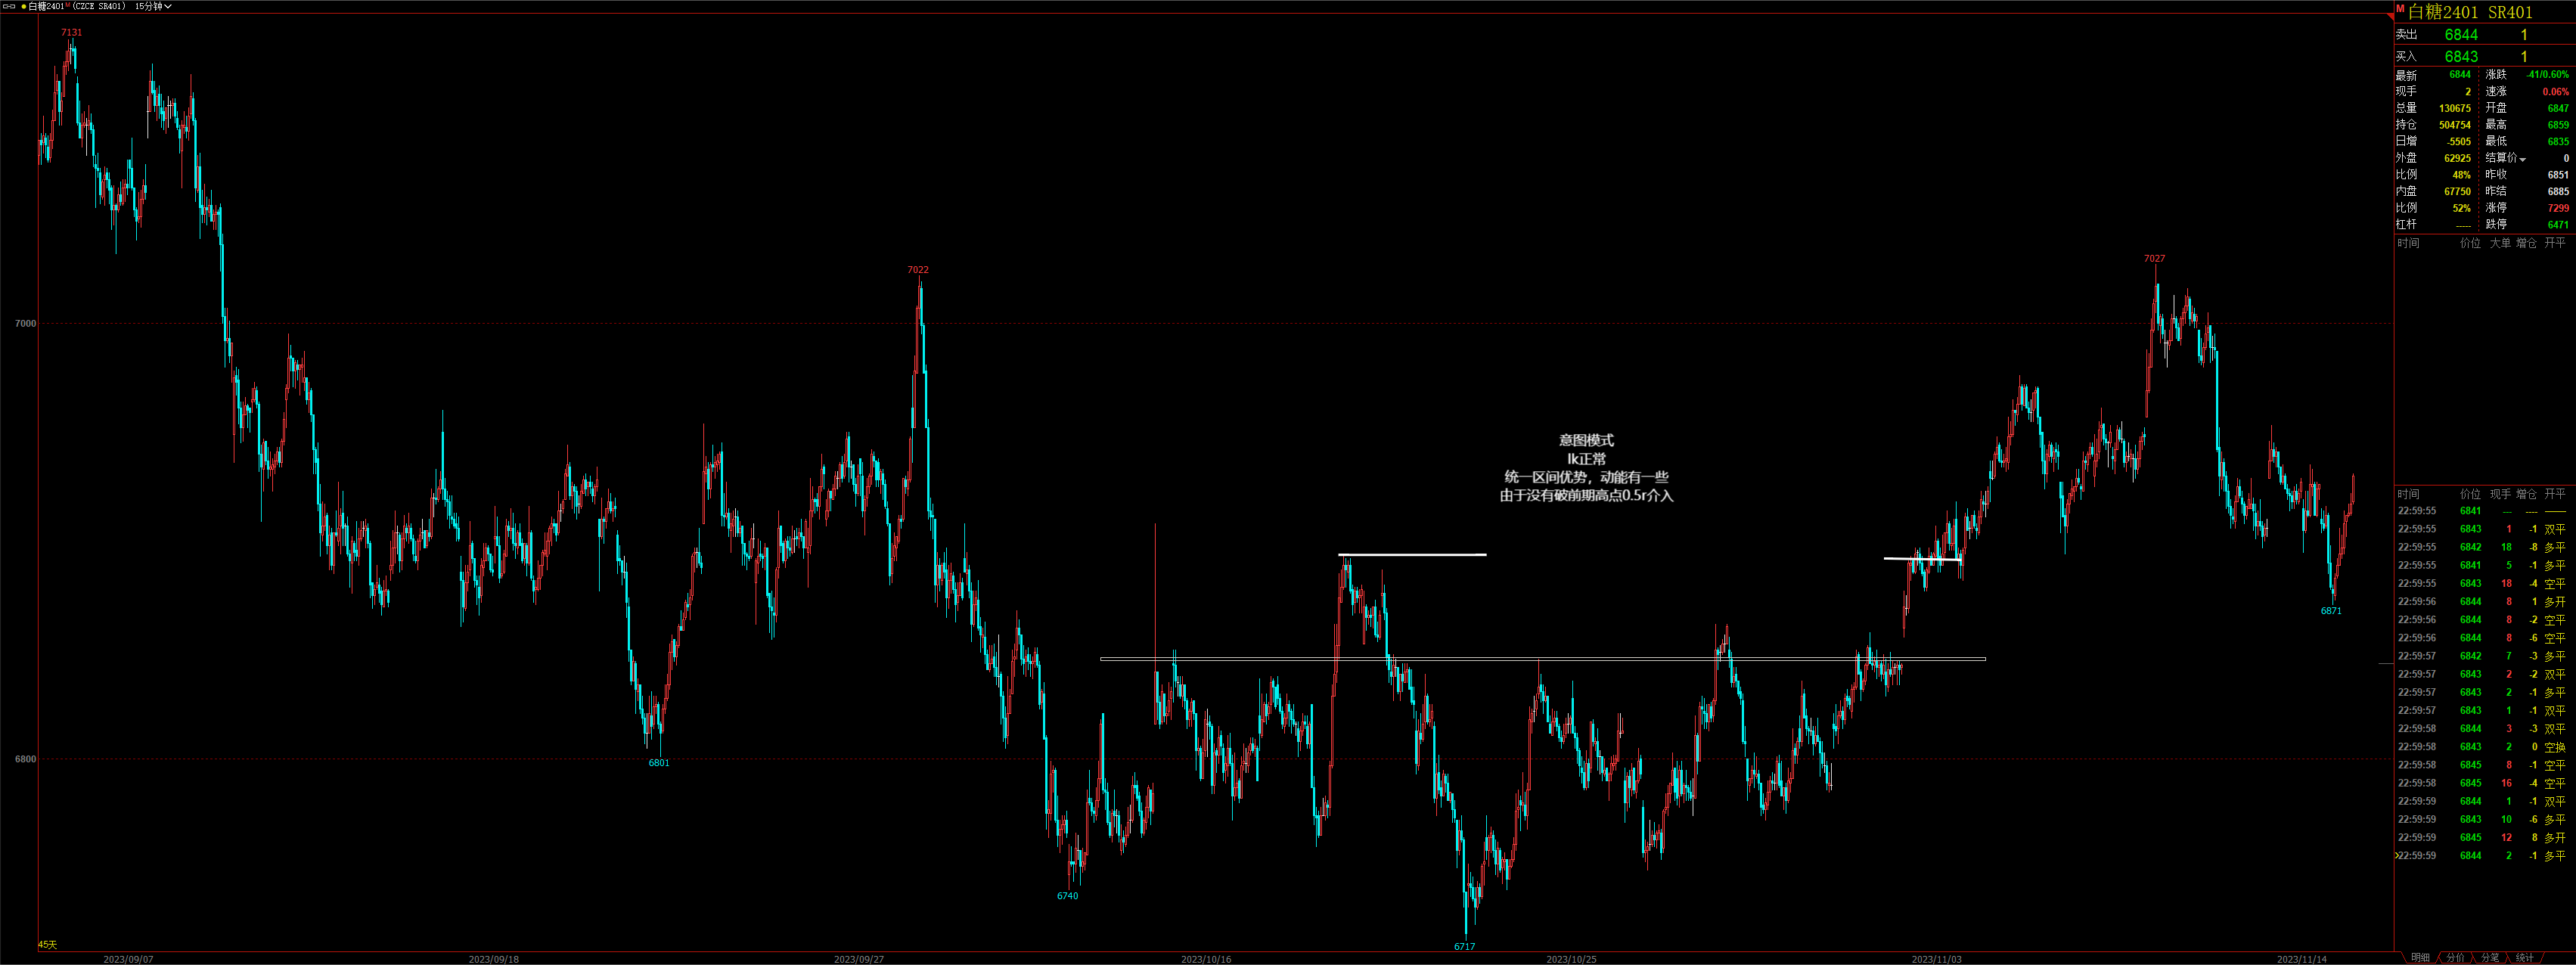 白糖2401M (CZCE SR401) 15分钟
7131
7022
7027
7000
意图模式
lk正常
统一区间优势，动能有一些
由于没有破前期高点0.5r介入
6871
6800
6801
6740
6717
45天
2023/09/07 2023/09/18 2023/09/27 2023/10/16 2023/10/25 2023/11/03 2023/11/14
M 白糖2401 SR401
卖出 6844 1
买入 6843 1
最新 6844 涨跌 -41/0.60%
现手 2 速涨 0.06%
总量 130675 开盘 6847
持仓 504754 最高 6859
日增 -5505 最低 6835
外盘 62925 结算价 0
比例 48% 昨收 6851
内盘 67750 昨结 6885
比例 52% 涨停 7299
杠杆 ----- 跌停 6471
时间 价位 大单 增仓 开平
时间 价位 现手 增仓 开平
22:59:55 6841 --- ---- ——
22:59:55 6843 1 -1 双平
22:59:55 6842 18 -8 多平
22:59:55 6841 5 -1 多平
22:59:55 6843 18 -4 空平
22:59:56 6844 8 1 多开
22:59:56 6844 8 -2 空平
22:59:56 6844 8 -6 空平
22:59:57 6842 7 -3 多平
22:59:57 6843 2 -2 双平
22:59:57 6843 2 -1 多平
22:59:57 6843 1 -1 双平
22:59:58 6844 3 -3 双平
22:59:58 6843 2 0 空换
22:59:58 6845 8 -1 空平
22:59:58 6845 16 -4 空平
22:59:59 6844 1 -1 双平
22:59:59 6843 10 -6 多平
22:59:59 6845 12 8 多开
22:59:59 6844 2 -1 多平
明细 分价 分笔 统计